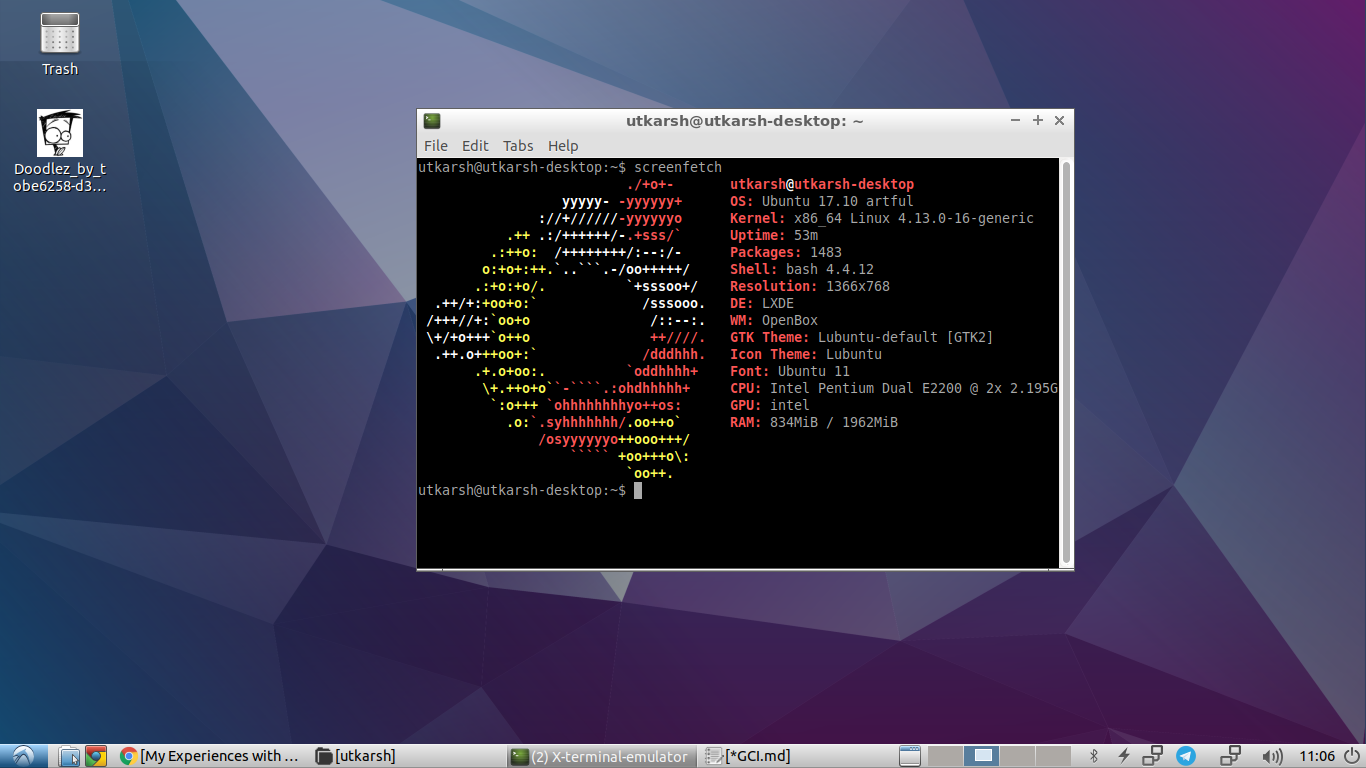 Trash
Doodlez_by_t
obe6258-d3...
utkarsh@utkarsh-desktop: ~
File Edit Tabs Help
utkarsh@utkarsh-desktop:~$ screenfetch
./+o+-       utkarsh@utkarsh-desktop
yyyyy- -yyyyyy+      OS: Ubuntu 17.10 artful
://+//////-yyyyyyo      Kernel: x86_64 Linux 4.13.0-16-generic
.++ .:/++++++/-.+sss/`      Uptime: 53m
.:++o:  /++++++++/:--:/-      Packages: 1483
o:+o+:++.`..```.-/oo+++++/     Shell: bash 4.4.12
.:+o:+o/.          `+sssoo+/    Resolution: 1366x768
.++/+:+oo+o:`             /sssooo.   DE: LXDE
/+++//+:`oo+o               /::--:.   WM: OpenBox
\+/+o+++`o++o               ++////.   GTK Theme: Lubuntu-default [GTK2]
.++.o+++oo+:`             /dddhhh.   Icon Theme: Lubuntu
.+.o+oo:.          `oddhhhh+    Font: Ubuntu 11
\+.++o+o``-````.:ohdhhhhh+     CPU: Intel Pentium Dual E2200 @ 2x 2.195G
`:o+++ `ohhhhhhhhyo++os:      GPU: intel
.o:`.syhhhhhhh/.oo++o`      RAM: 834MiB / 1962MiB
/osyyyyyyo++ooo+++/
````` +oo+++o\:
`oo++.
utkarsh@utkarsh-desktop:~$
[My Experiences with ... [utkarsh] (2) X-terminal-emulator [*GCI.md] 11:06